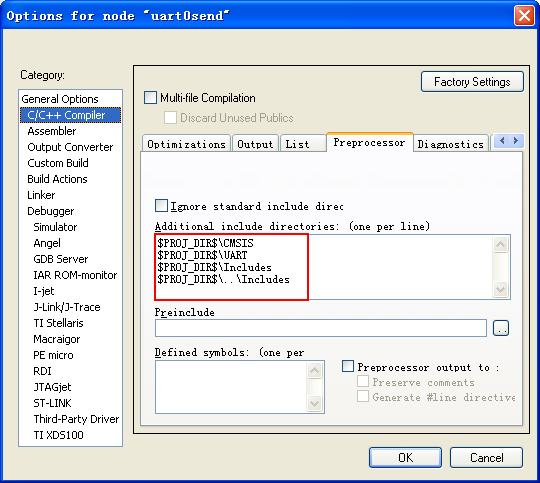 Options for node "uart0send"
Category:
General Options
C/C++ Compiler
Assembler
Output Converter
Custom Build
Build Actions
Linker
Debugger
Simulator
Angel
GDB Server
IAR ROM-monitor
I-jet
J-Link/J-Trace
TI Stellaris
Macraigor
PE micro
RDI
JTAGjet
ST-LINK
Third-Party Driver
TI XDS100
Factory Settings
Multi-file Compilation
Discard Unused Publics
Optimizations Output List Preprocessor Diagnostics
Ignore standard include direc
Additional include directories: (one per line)
$PROJ_DIR$\CMSIS
$PROJ_DIR$\UART
$PROJ_DIR$\Includes
$PROJ_DIR$\..\Includes
Preinclude
..
Defined symbols: (one per
Preprocessor output to :
Preserve comments
Generate #line directive
OK Cancel